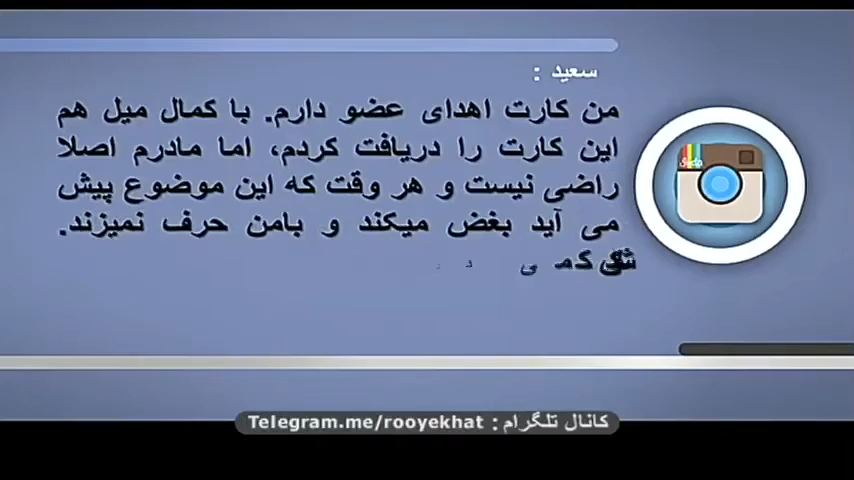 سعید :
من کارت اهدای عضو دارم. با کمال میل هم
این کارت را دریافت کردم، اما مادرم اصلا
راضی نیست و هر وقت که این موضوع پیش
می آید بغض میکند و بامن حرف نمیزند.
کانال تلگرام : Telegram.me/rooyekhat